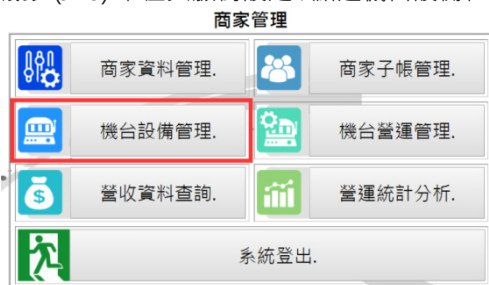 商家管理
商家資料管理.
商家子帳管理.
機台設備管理.
機台營運管理.
營收資料查詢.
營運統計分析.
系統登出.